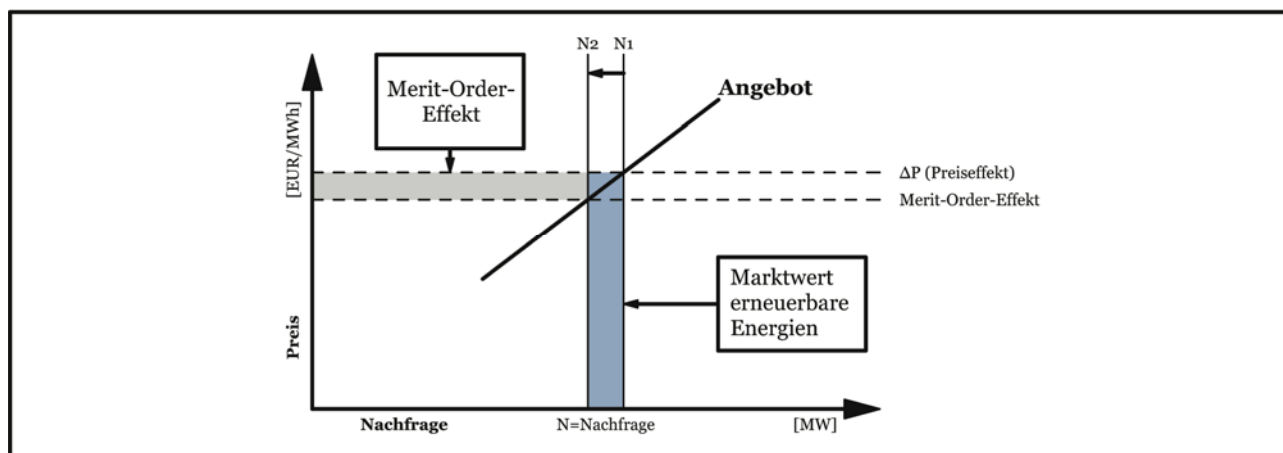 N2 N1
Merit-Order-
Effekt
Angebot
[EUR/MWh]
ΔP (Preiseffekt)
Merit-Order-Effekt
Marktwert
erneuerbare
Energien
Preis
Nachfrage
N=Nachfrage
[MW]